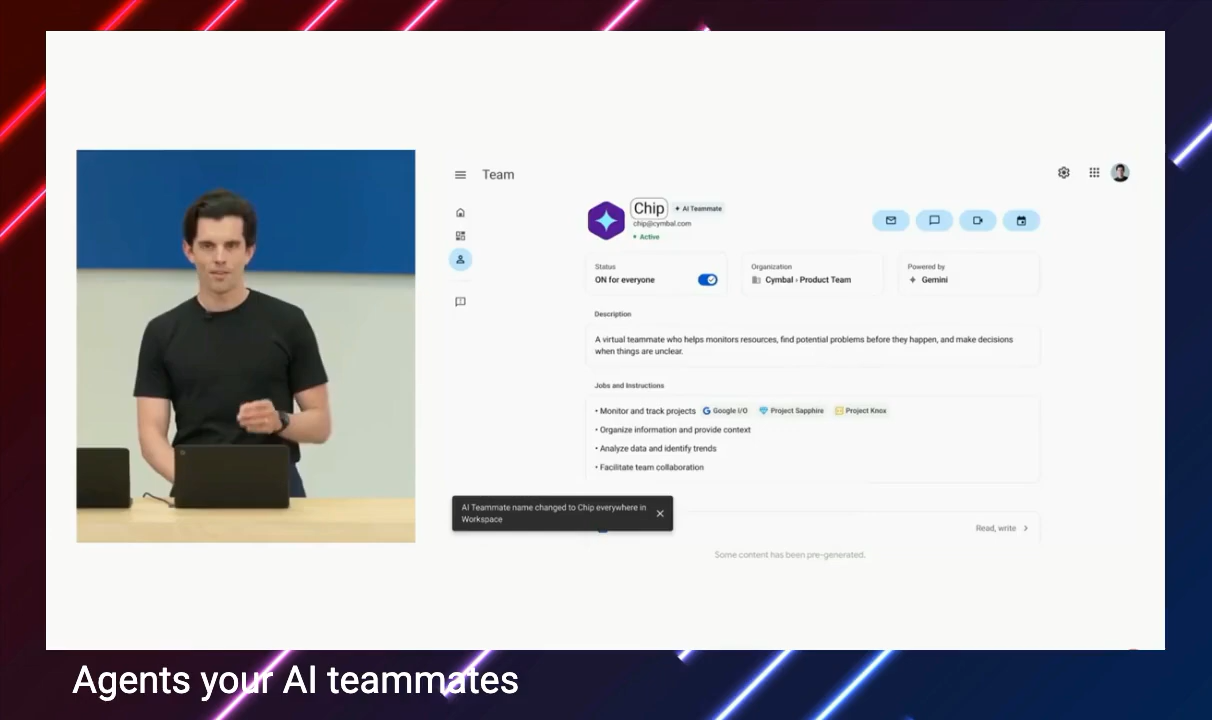 Team
Chip
AI Teammate
chip@cymbal.com
Active
Status
ON for everyone
Organization
Cymbal › Product Team
Powered by
Gemini
Description
A virtual teammate who helps monitors resources, find potential problems before they happen, and make decisions
when things are unclear.
Jobs and Instructions
• Monitor and track projects Google I/O Project Sapphire Project Knox
• Organize information and provide context
• Analyze data and identify trends
• Facilitate team collaboration
AI Teammate name changed to Chip everywhere in
Workspace
Read, write
Some content has been pre-generated.
Agents your AI teammates